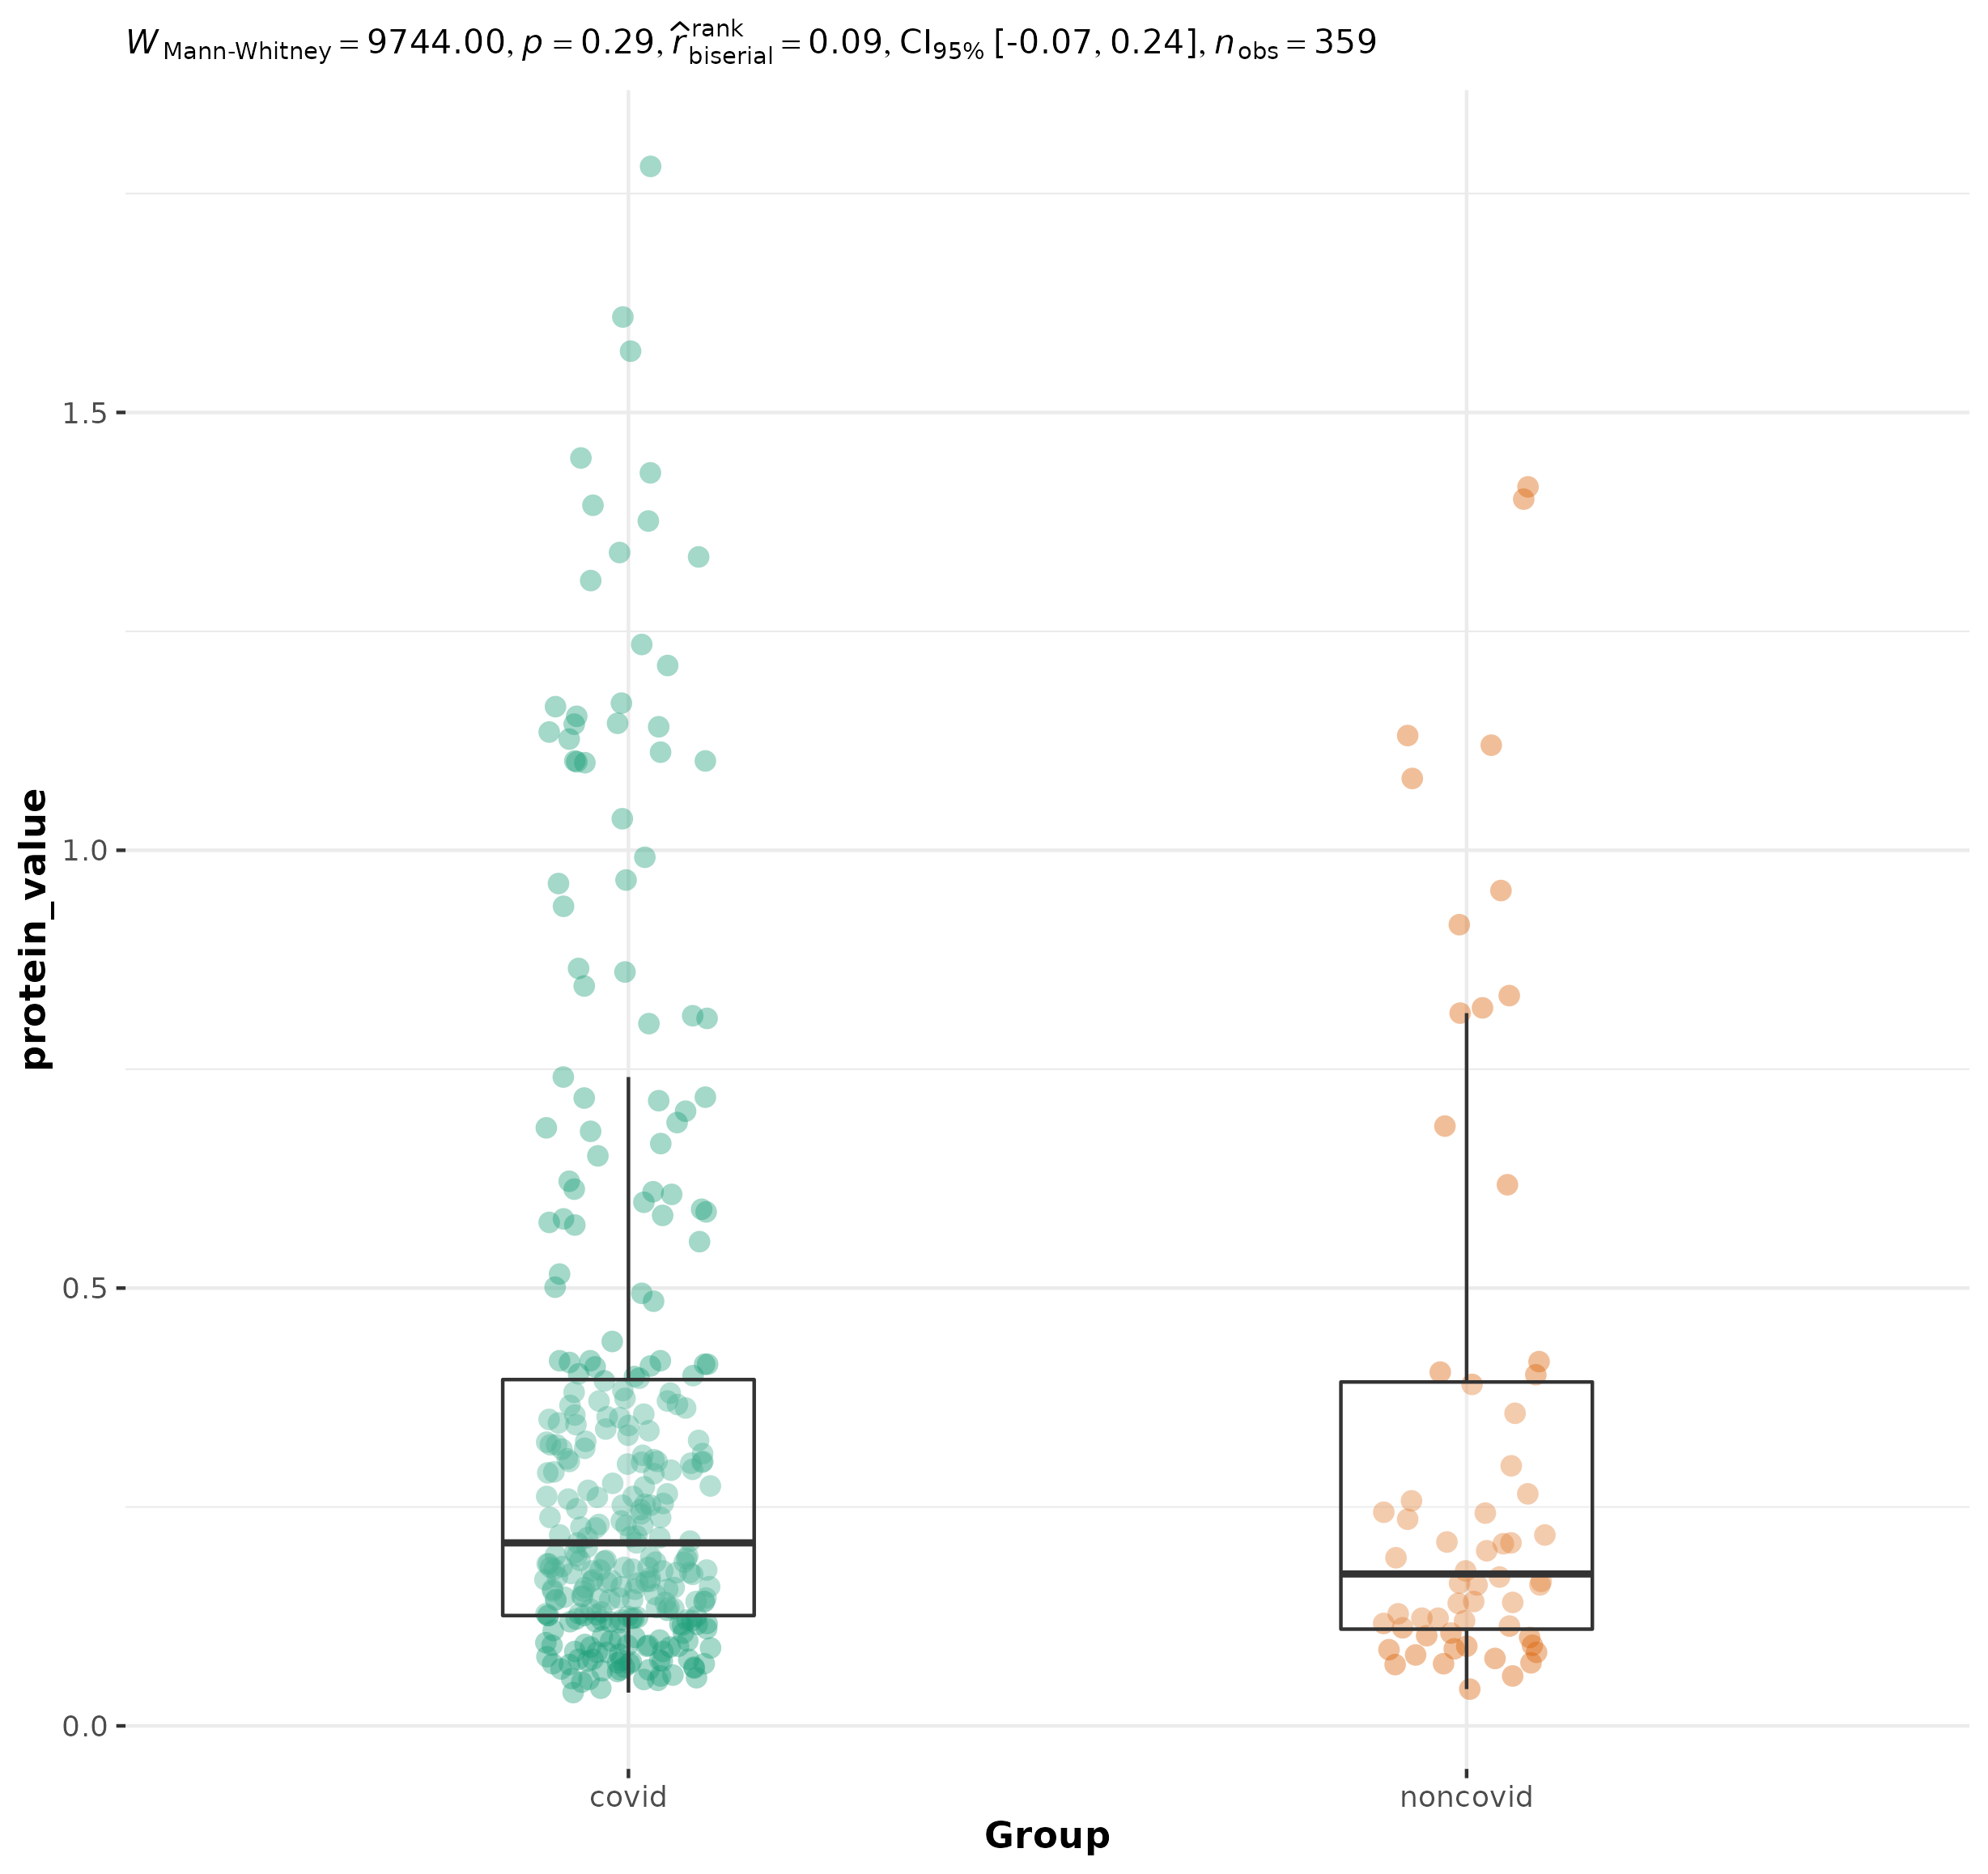 W Mann-Whitney = 9744.00, p = 0.29, r̂ rank biserial = 0.09, CI95% [-0.07, 0.24], n obs = 359
protein_value
1.5
1.0
0.5
0.0
covid noncovid
Group